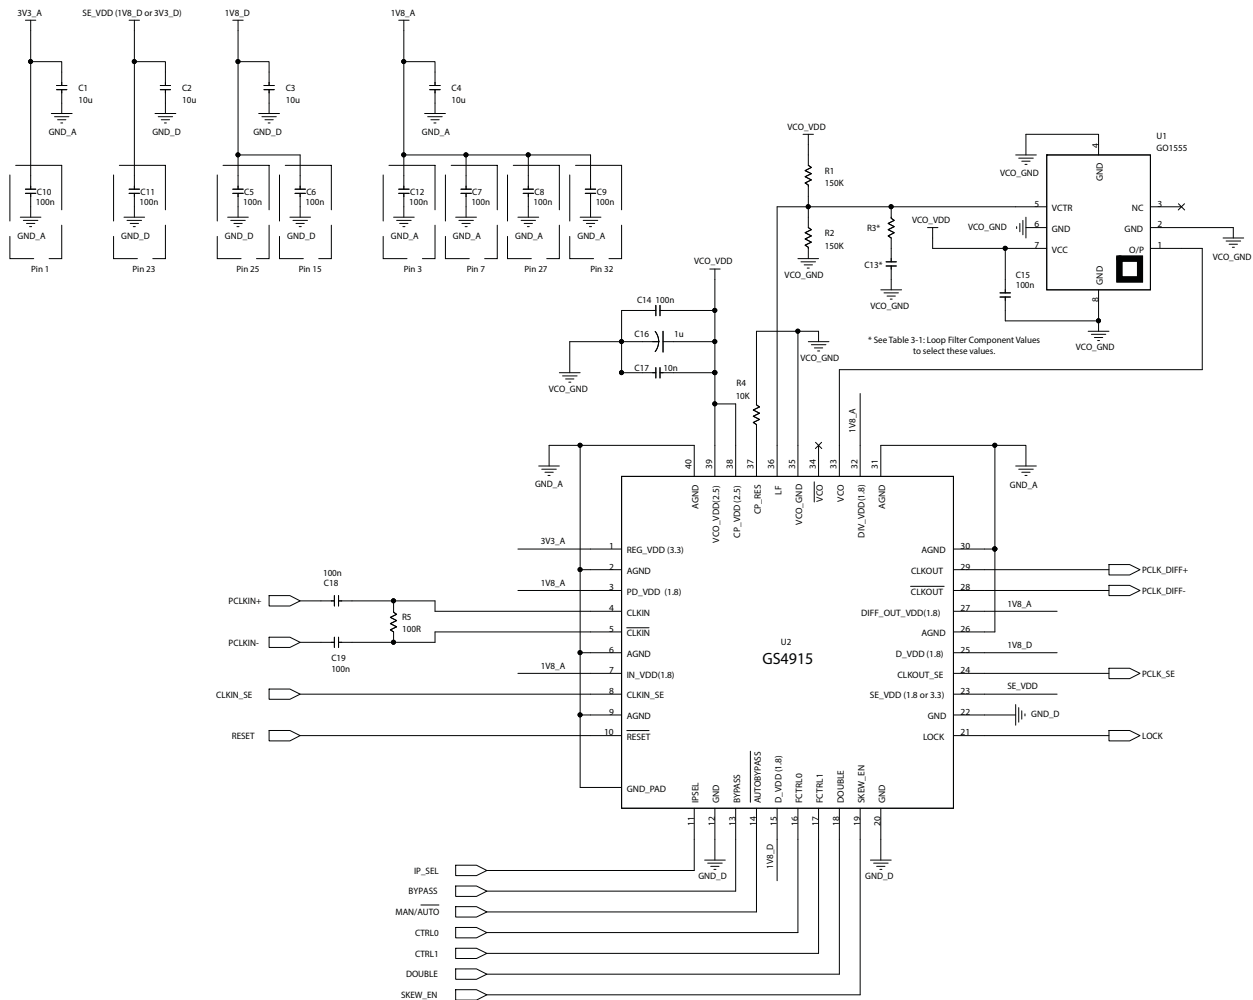 3V3_A
SE_VDD (1V8_D or 3V3_D)
1V8_D
1V8_A
C1
10u
GND_A
C2
10u
GND_D
C3
10u
GND_D
C4
10u
GND_A
C10
100n
GND_A
Pin 1
C11
100n
GND_D
Pin 23
C5
100n
GND_D
Pin 25
C6
100n
GND_D
Pin 15
C12
100n
GND_A
Pin 3
C7
100n
GND_A
Pin 7
C8
100n
GND_A
Pin 27
C9
100n
GND_A
Pin 32
VCO_VDD
R1
150K
R2
150K
VCO_GND
R3*
C13*
VCO_GND
VCO_VDD
VCO_GND
C15
100n
VCO_GND
U1
GO1555
4
GND
5
VCTR
6
GND
7
VCC
NC
3
GND
2
O/P
1
GND
8
VCO_GND
VCO_GND
* See Table 3-1: Loop Filter Component Values
to select these values.
VCO_VDD
C14 100n
C16 1u
C17 10n
VCO_GND
R4
10K
VCO_GND
1V8_A
GND_A
GND_A
40
39
38
37
36
35
34
33
32
31
AGND
VCO_VDD(2.5)
CP_VDD (2.5)
CP_RES
LF
VCO_GND
VCO
VCO
DIV_VDD(1.8)
AGND
3V3_A
1
REG_VDD (3.3)
2
AGND
1V8_A
3
PD_VDD (1.8)
4
CLKIN
5
CLKIN
6
AGND
1V8_A
7
IN_VDD(1.8)
8
CLKIN_SE
9
AGND
10
RESET
GND_PAD
PCLKIN+
100n
C18
R5
100R
PCLKIN-
C19
100n
CLKIN_SE
RESET
U2
GS4915
AGND
30
CLKOUT
29
PCLK_DIFF+
CLKOUT
28
PCLK_DIFF-
DIFF_OUT_VDD(1.8)
27
1V8_A
AGND
26
D_VDD (1.8)
25
1V8_D
CLKOUT_SE
24
PCLK_SE
SE_VDD (1.8 or 3.3)
23
SE_VDD
GND
22
GND_D
LOCK
21
LOCK
IPSEL
GND
BYPASS
AUTOBYPASS
D_VDD (1.8)
FCTRL0
FCTRL1
DOUBLE
SKEW_EN
GND
11
12
13
14
15
16
17
18
19
20
GND_D
1V8_D
GND_D
IP_SEL
BYPASS
MAN/AUTO
CTRL0
CTRL1
DOUBLE
SKEW_EN